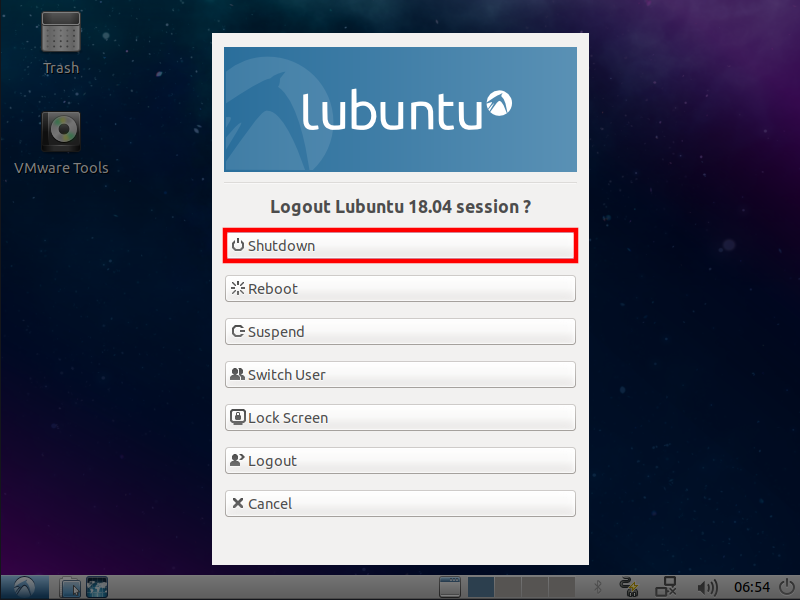 Trash
VMware Tools
lubuntu
Logout Lubuntu 18.04 session ?
Shutdown
Reboot
Suspend
Switch User
Lock Screen
Logout
Cancel
06:54